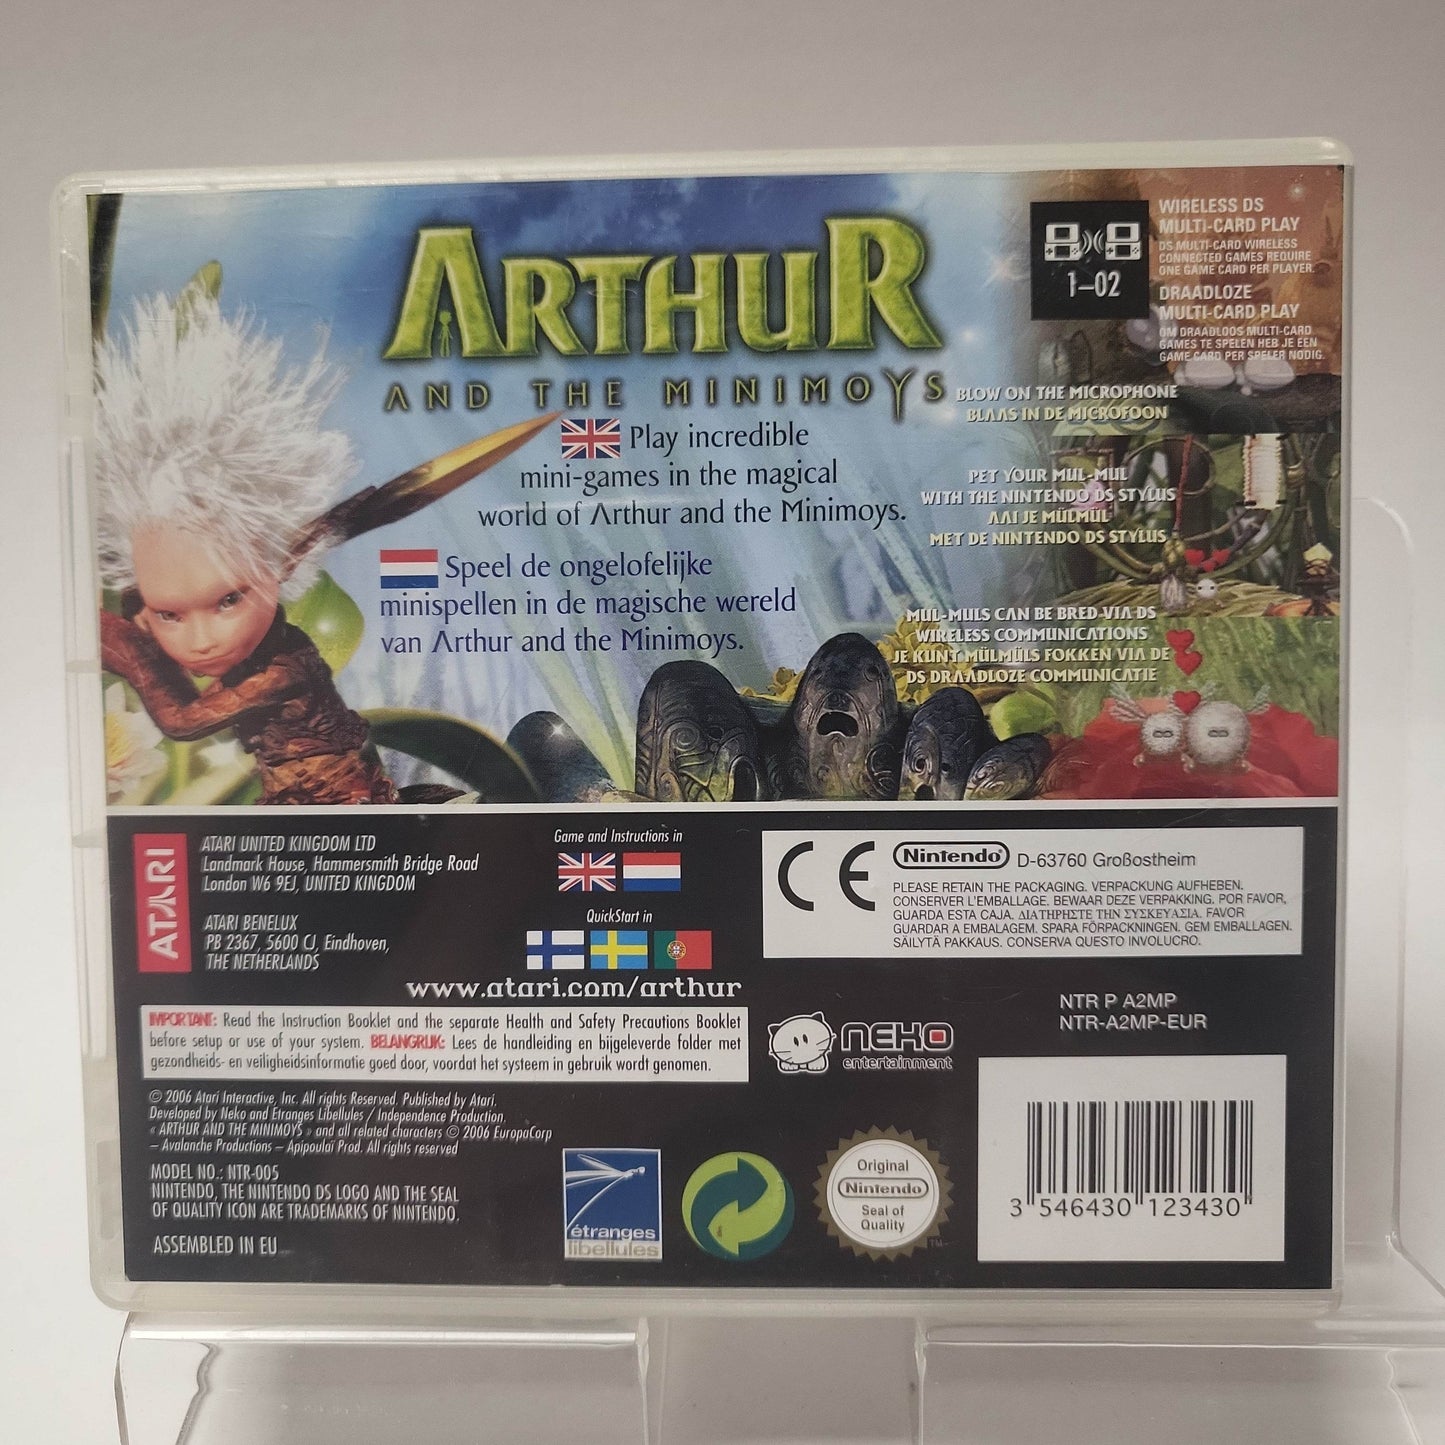 ARTHUR
AND THE MINIMOYS
Play incredible
mini-games in the magical
world of Arthur and the Minimoys.
Speel de ongelofelijke
minispellen in de magische wereld
van Arthur and the Minimoys.
1–02
WIRELESS DS
MULTI-CARD PLAY
DS MULTI-CARD WIRELESS
CONNECTED GAMES REQUIRE
ONE GAME CARD PER PLAYER.
DRAADLOZE
MULTI-CARD PLAY
OM DRAADLOOS MULTI-CARD
GAMES TE SPELEN HEB JE EEN
GAME CARD PER SPELER NODIG.
BLOW ON THE MICROPHONE
BLAAS IN DE MICROFOON
PET YOUR MUL-MUL
WITH THE NINTENDO DS STYLUS
AAI JE MÜLMÜL
MET DE NINTENDO DS STYLUS
MUL-MULS CAN BE BRED VIA DS
WIRELESS COMMUNICATIONS
JE KUNT MÜLMÜLS FOKKEN VIA DE
DS DRAADLOZE COMMUNICATIE
ATARI
ATARI UNITED KINGDOM LTD
Landmark House, Hammersmith Bridge Road
London W6 9EJ, UNITED KINGDOM
ATARI BENELUX
PB 2367, 5600 CJ, Eindhoven,
THE NETHERLANDS
Game and Instructions in
QuickStart in
www.atari.com/arthur
CE
Nintendo D-63760 Großostheim
PLEASE RETAIN THE PACKAGING. VERPACKUNG AUFHEBEN.
CONSERVER L'EMBALLAGE. BEWAAR DEZE VERPAKKING. POR FAVOR,
GUARDA ESTA CAJA. ΔΙΑΤΗΡΗΣΤΕ ΤΗΝ ΣΥΣΚΕΥΑΣΙΑ. FAVOR
GUARDAR A EMBALAGEM. SPARA FÖRPACKNINGEN. GEM EMBALLAGEN.
SÄILYTÄ PAKKAUS. CONSERVA QUESTO INVOLUCRO.
IMPORTANT: Read the Instruction Booklet and the separate Health and Safety Precautions Booklet
before setup or use of your system. BELANGRIJK: Lees de handleiding en bijgeleverde folder met
gezondheids- en veiligheidsinformatie goed door, voordat het systeem in gebruik wordt genomen.
NEKO
entertainment
NTR P A2MP
NTR-A2MP-EUR
© 2006 Atari Interactive, Inc. All rights Reserved. Published by Atari.
Developed by Neko and Etranges Libellules / Independence Production.
« ARTHUR AND THE MINIMOYS » and all related characters © 2006 EuropaCorp
– Avalanche Productions – Apipoulaï Prod. All rights reserved
MODEL NO.: NTR-005
NINTENDO, THE NINTENDO DS LOGO AND THE SEAL
OF QUALITY ICON ARE TRADEMARKS OF NINTENDO.
ASSEMBLED IN EU
étranges
libellules
Original
Nintendo
Seal of
Quality
TM
3 546430 123430